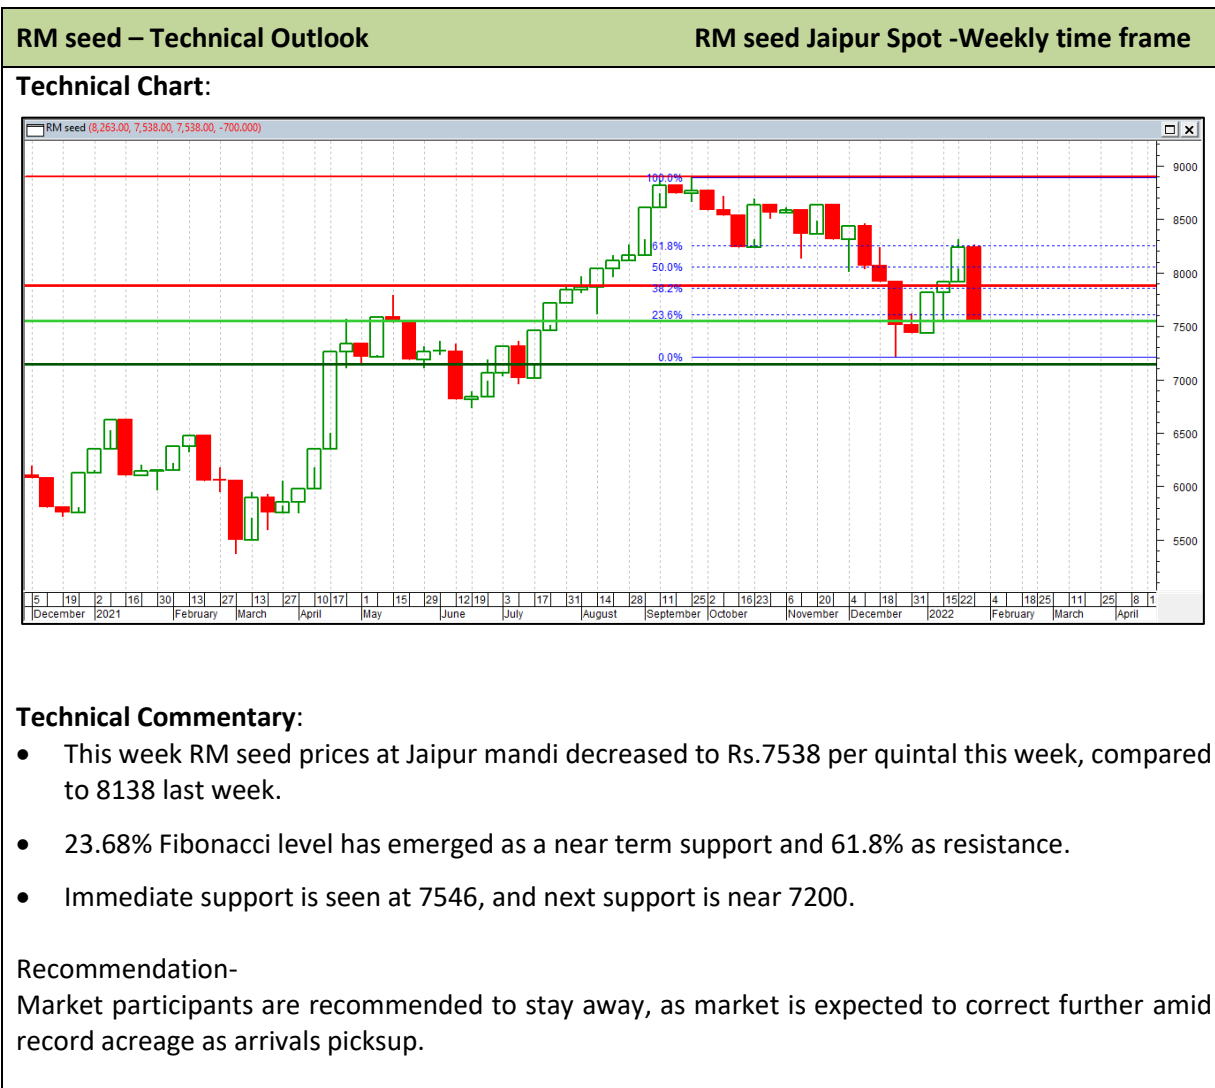 RM seed – Technical Outlook RM seed Jaipur Spot -Weekly time frame
Technical Chart:
RM seed (8,263.00, 7,538.00, 7,538.00, -700.000)
9000
100.0%
8500
61.8%
50.0%
8000
38.2%
23.6%
7500
0.0%
7000
6500
6000
5500
5 19 2 16 30 13 27 13 27 10 17 1 15 29 12 19 3 17 31 14 28 11 25 2 16 23 6 20 4 18 31 15 22 4 18 25 11 25 8 1
December 2021 February March April May June July August September October November December 2022 February March April
Technical Commentary:
• This week RM seed prices at Jaipur mandi decreased to Rs.7538 per quintal this week, compared
to 8138 last week.
• 23.68% Fibonacci level has emerged as a near term support and 61.8% as resistance.
• Immediate support is seen at 7546, and next support is near 7200.
Recommendation-
Market participants are recommended to stay away, as market is expected to correct further amid
record acreage as arrivals picksup.